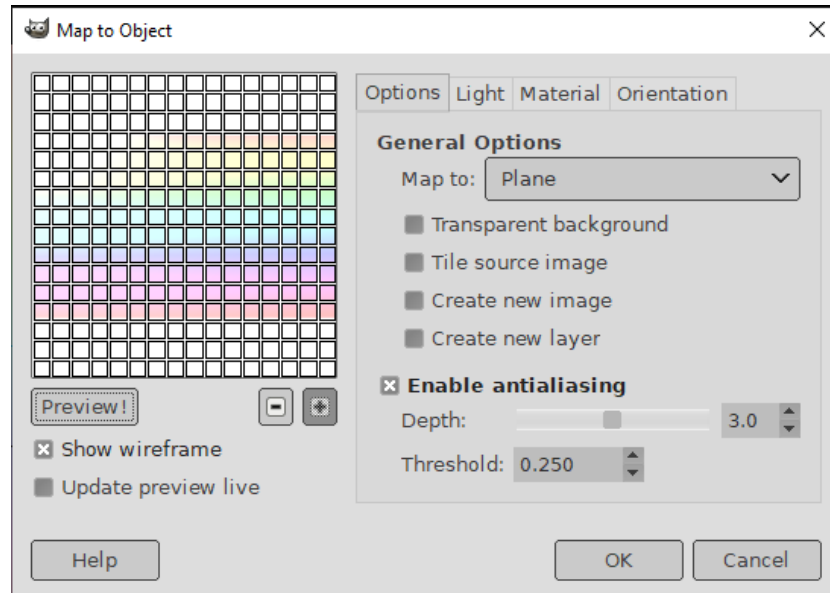 Map to Object
Options Light Material Orientation
General Options
Map to: Plane
Transparent background
Tile source image
Create new image
Create new layer
Enable antialiasing
Depth: 3.0
Threshold: 0.250
Preview!
Show wireframe
Update preview live
Help OK Cancel